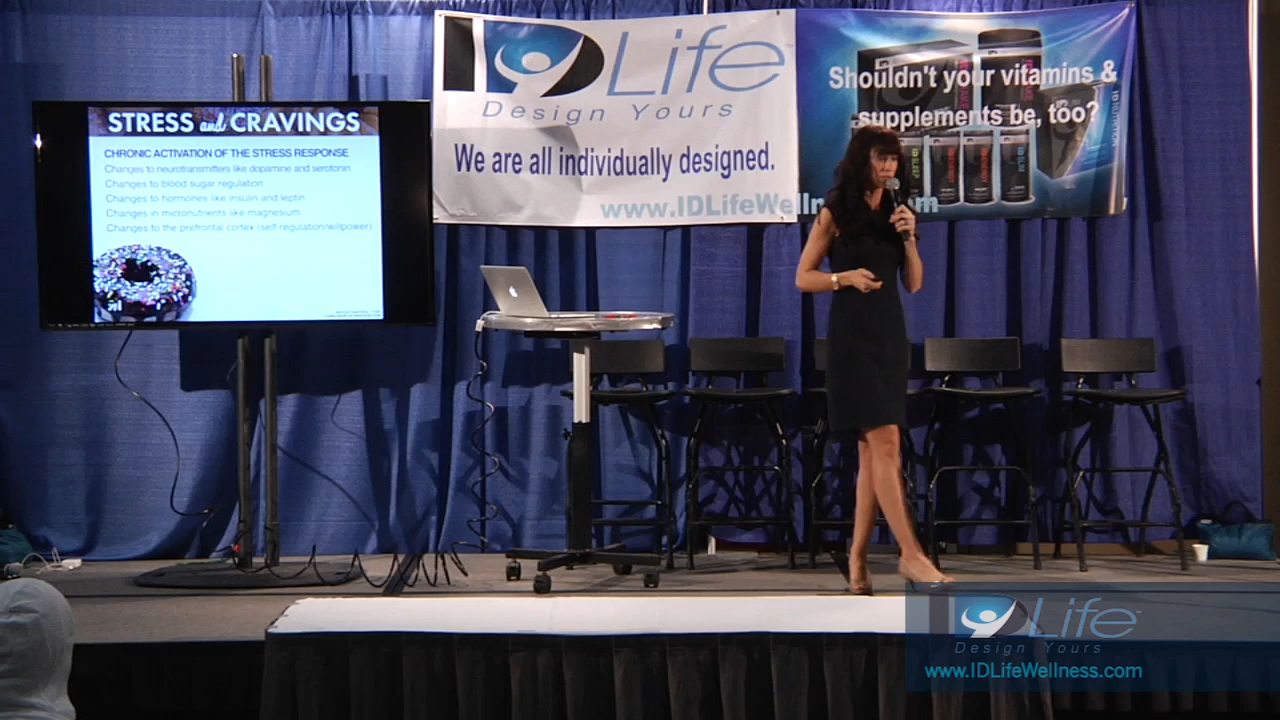 STRESS and CRAVINGS
CHRONIC ACTIVATION OF THE STRESS RESPONSE
Changes to neurotransmitters like dopamine and serotonin
Changes to blood sugar regulation
Changes to hormones like insulin and leptin
Changes in micronutrients like magnesium
Changes to the prefrontal cortex (self-regulation/willpower)
IDLife
Design Yours
We are all individually designed.
www.IDLifeWelln
m
Shouldn't your vitamins &
supplements be, too?
IDLife
Design Yours
www.IDLifeWellness.com